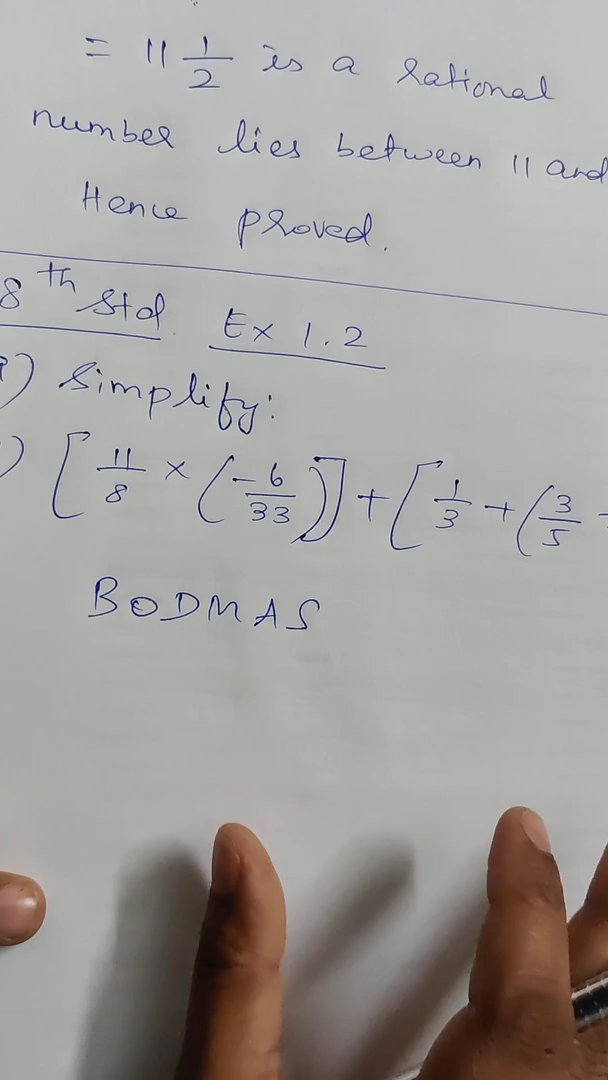 = 11 1/2 is a rational
number lies between 11 and
Hence proved.
8th Std. Ex 1.2
) Simplify:
) [11/8 × (-6/33)] + [1/3 + (3/5
BODMAS